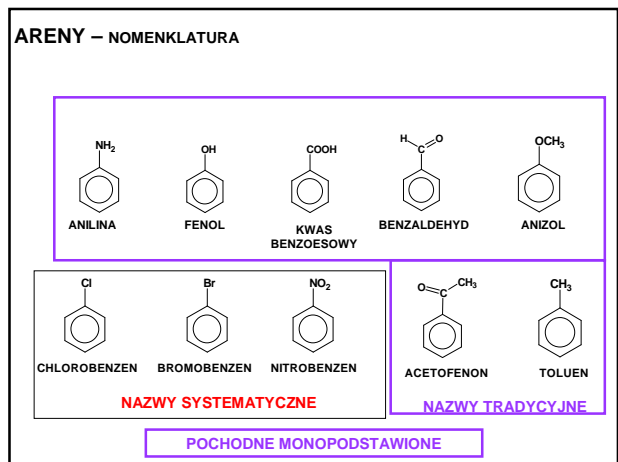 ARENY – NOMENKLATURA
NH2
OH
COOH
H C O
OCH3
ANILINA
FENOL
KWAS
BENZOESOWY
BENZALDEHYD
ANIZOL
Cl
Br
NO2
O C CH3
CH3
CHLOROBENZEN
BROMOBENZEN
NITROBENZEN
ACETOFENON
TOLUEN
NAZWY SYSTEMATYCZNE
NAZWY TRADYCYJNE
POCHODNE MONOPODSTAWIONE